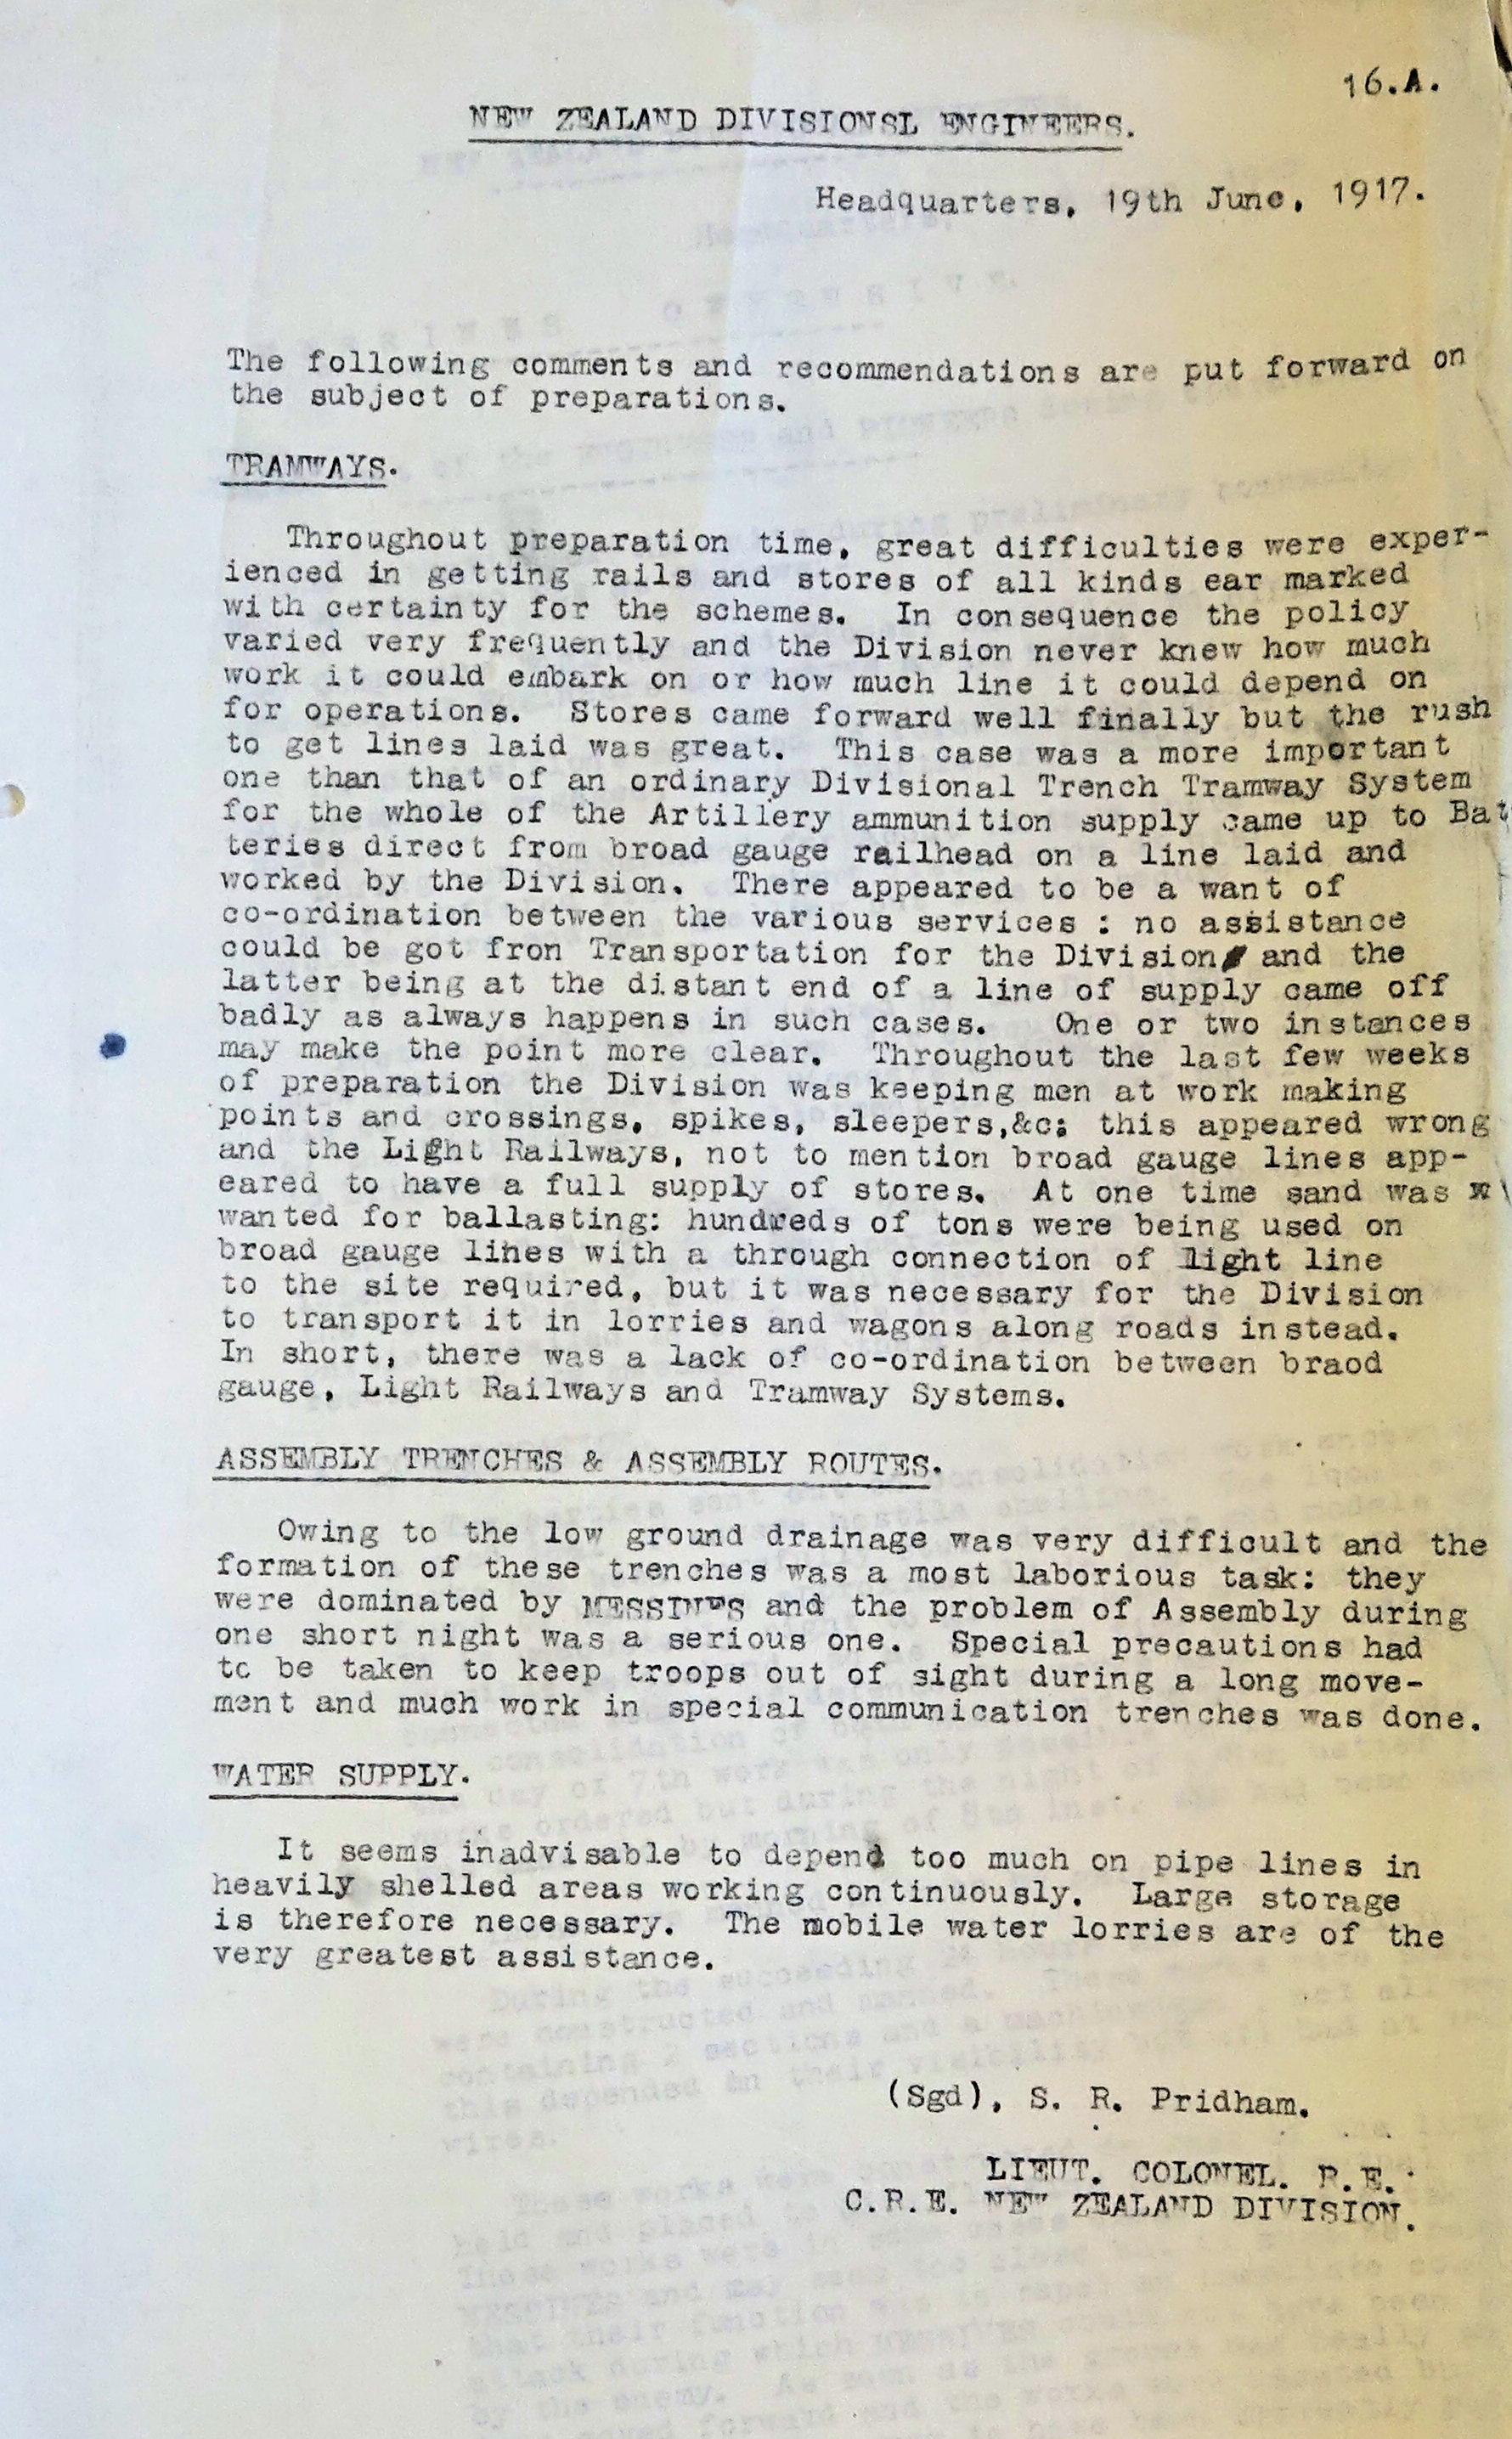 16.A.
NEW ZEALAND DIVISIONSL ENGINEERS.
Headquarters, 19th June, 1917.
The following comments and recommendations are put forward on
the subject of preparations.
TRAMWAYS.
Throughout preparation time, great difficulties were exper-
ienced in getting rails and stores of all kinds ear marked
with certainty for the schemes. In consequence the policy
varied very frequently and the Division never knew how much
work it could embark on or how much line it could depend on
for operations. Stores came forward well finally but the rush
to get lines laid was great. This case was a more important
one than that of an ordinary Divisional Trench Tramway System
for the whole of the Artillery ammunition supply came up to Bat
teries direct from broad gauge railhead on a line laid and
worked by the Division. There appeared to be a want of
co-ordination between the various services : no assistance
could be got fron Transportation for the Division and the
latter being at the distant end of a line of supply came off
badly as always happens in such cases. One or two instances
may make the point more clear. Throughout the last few weeks
of preparation the Division was keeping men at work making
points and crossings, spikes, sleepers,&c; this appeared wrong
and the Light Railways, not to mention broad gauge lines app-
eared to have a full supply of stores. At one time sand was w
wanted for ballasting: hundreds of tons were being used on
broad gauge lines with a through connection of light line
to the site required, but it was necessary for the Division
to transport it in lorries and wagons along roads instead.
In short, there was a lack of co-ordination between braod
gauge, Light Railways and Tramway Systems.
ASSEMBLY TRENCHES & ASSEMBLY ROUTES.
Owing to the low ground drainage was very difficult and the
formation of these trenches was a most laborious task: they
were dominated by MESSINES and the problem of Assembly during
one short night was a serious one. Special precautions had
to be taken to keep troops out of sight during a long move-
ment and much work in special communication trenches was done.
WATER SUPPLY.
It seems inadvisable to depend too much on pipe lines in
heavily shelled areas working continuously. Large storage
is therefore necessary. The mobile water lorries are of the
very greatest assistance.
(Sgd), S. R. Pridham.
LIEUT. COLONEL. R.E.
C.R.E. NEW ZEALAND DIVISION.